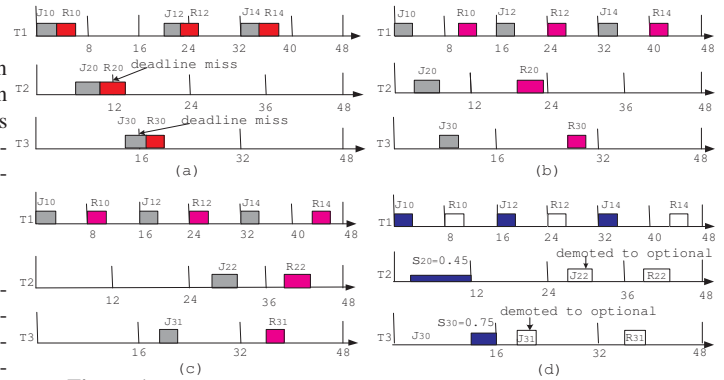 J10 R10 J12 R12 J14 R14
T1
8 16 24 32 40 48
J20 R20 deadline miss
T2
12 24 36 48
J30 R30 deadline miss
T3
16 32 48
(a)
J10 R10 J12 R12 J14 R14
8 16 24 32 40 48
J20 R20
12 24 36 48
J30 R30
16 32 48
(b)
n
n
s
-
-
J10 R10 J12 R12 J14 R14
T1
8 16 24 32 40 48
J22 R22
T2
12 24 36 48
J31 R31
T3
16 32 48
(c)
J10 R10 J12 R12 J14 R14
T1
8 16 24 32 40 48
demoted to optional
S20=0.45
T2
J22 R22
12 24 36 48
demoted to optional
S30=0.75
T3
J30 J31 R31
16 32 48
(d)
-
-
-
-